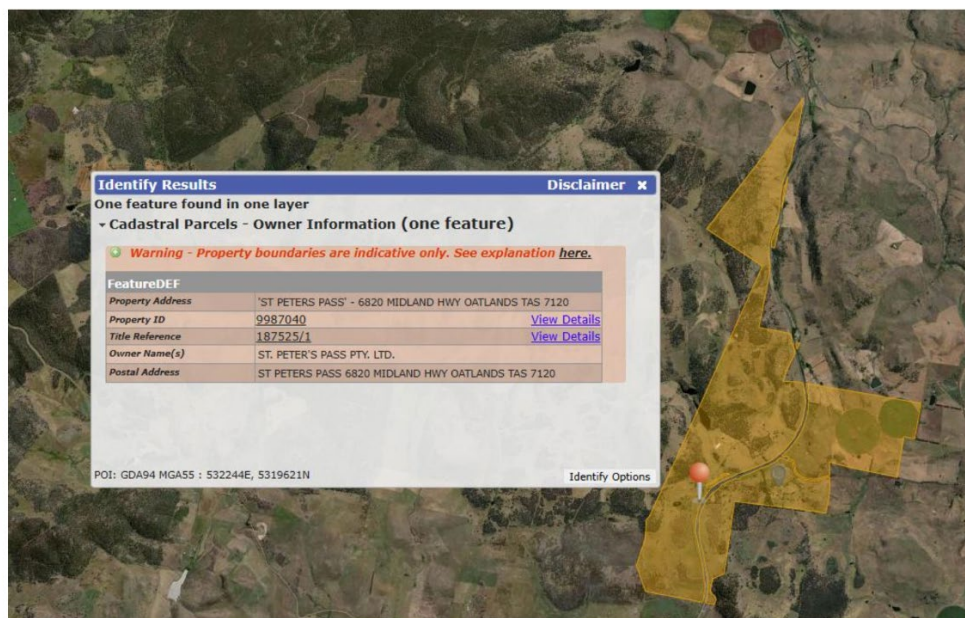 Identify Results Disclaimer ×
One feature found in one layer
Cadastral Parcels - Owner Information (one feature)
Warning - Property boundaries are indicative only. See explanation here.
FeatureDEF
Property Address 'ST PETERS PASS' - 6820 MIDLAND HWY OATLANDS TAS 7120
Property ID 9987040 View Details
Title Reference 187525/1 View Details
Owner Name(s) ST. PETER'S PASS PTY. LTD.
Postal Address ST PETERS PASS 6820 MIDLAND HWY OATLANDS TAS 7120
POI: GDA94 MGA55 : 532244E, 5319621N Identify Options